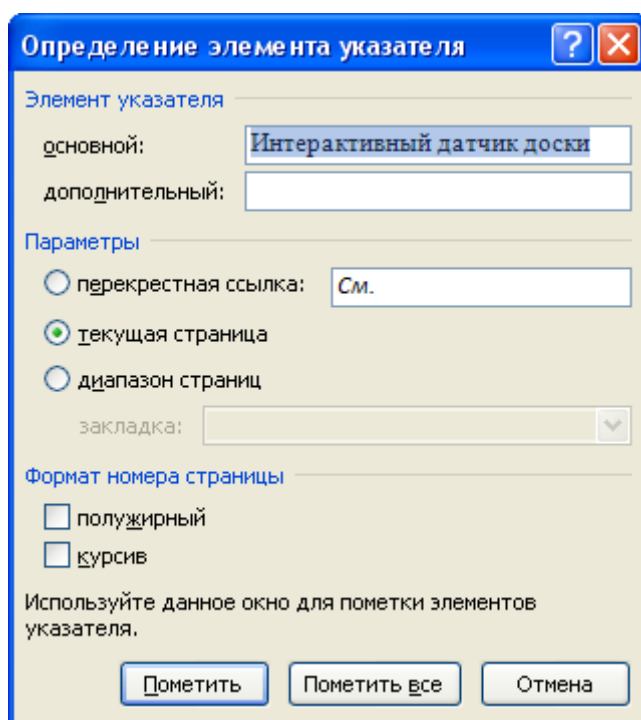 Определение элемента указателя
Элемент указателя
основной: Интерактивный датчик доски
дополнительный:
Параметры
перекрестная ссылка: См.
текущая страница
диапазон страниц
закладка:
Формат номера страницы
полужирный
курсив
Используйте данное окно для пометки элементов
указателя.
Пометить Пометить все Отмена